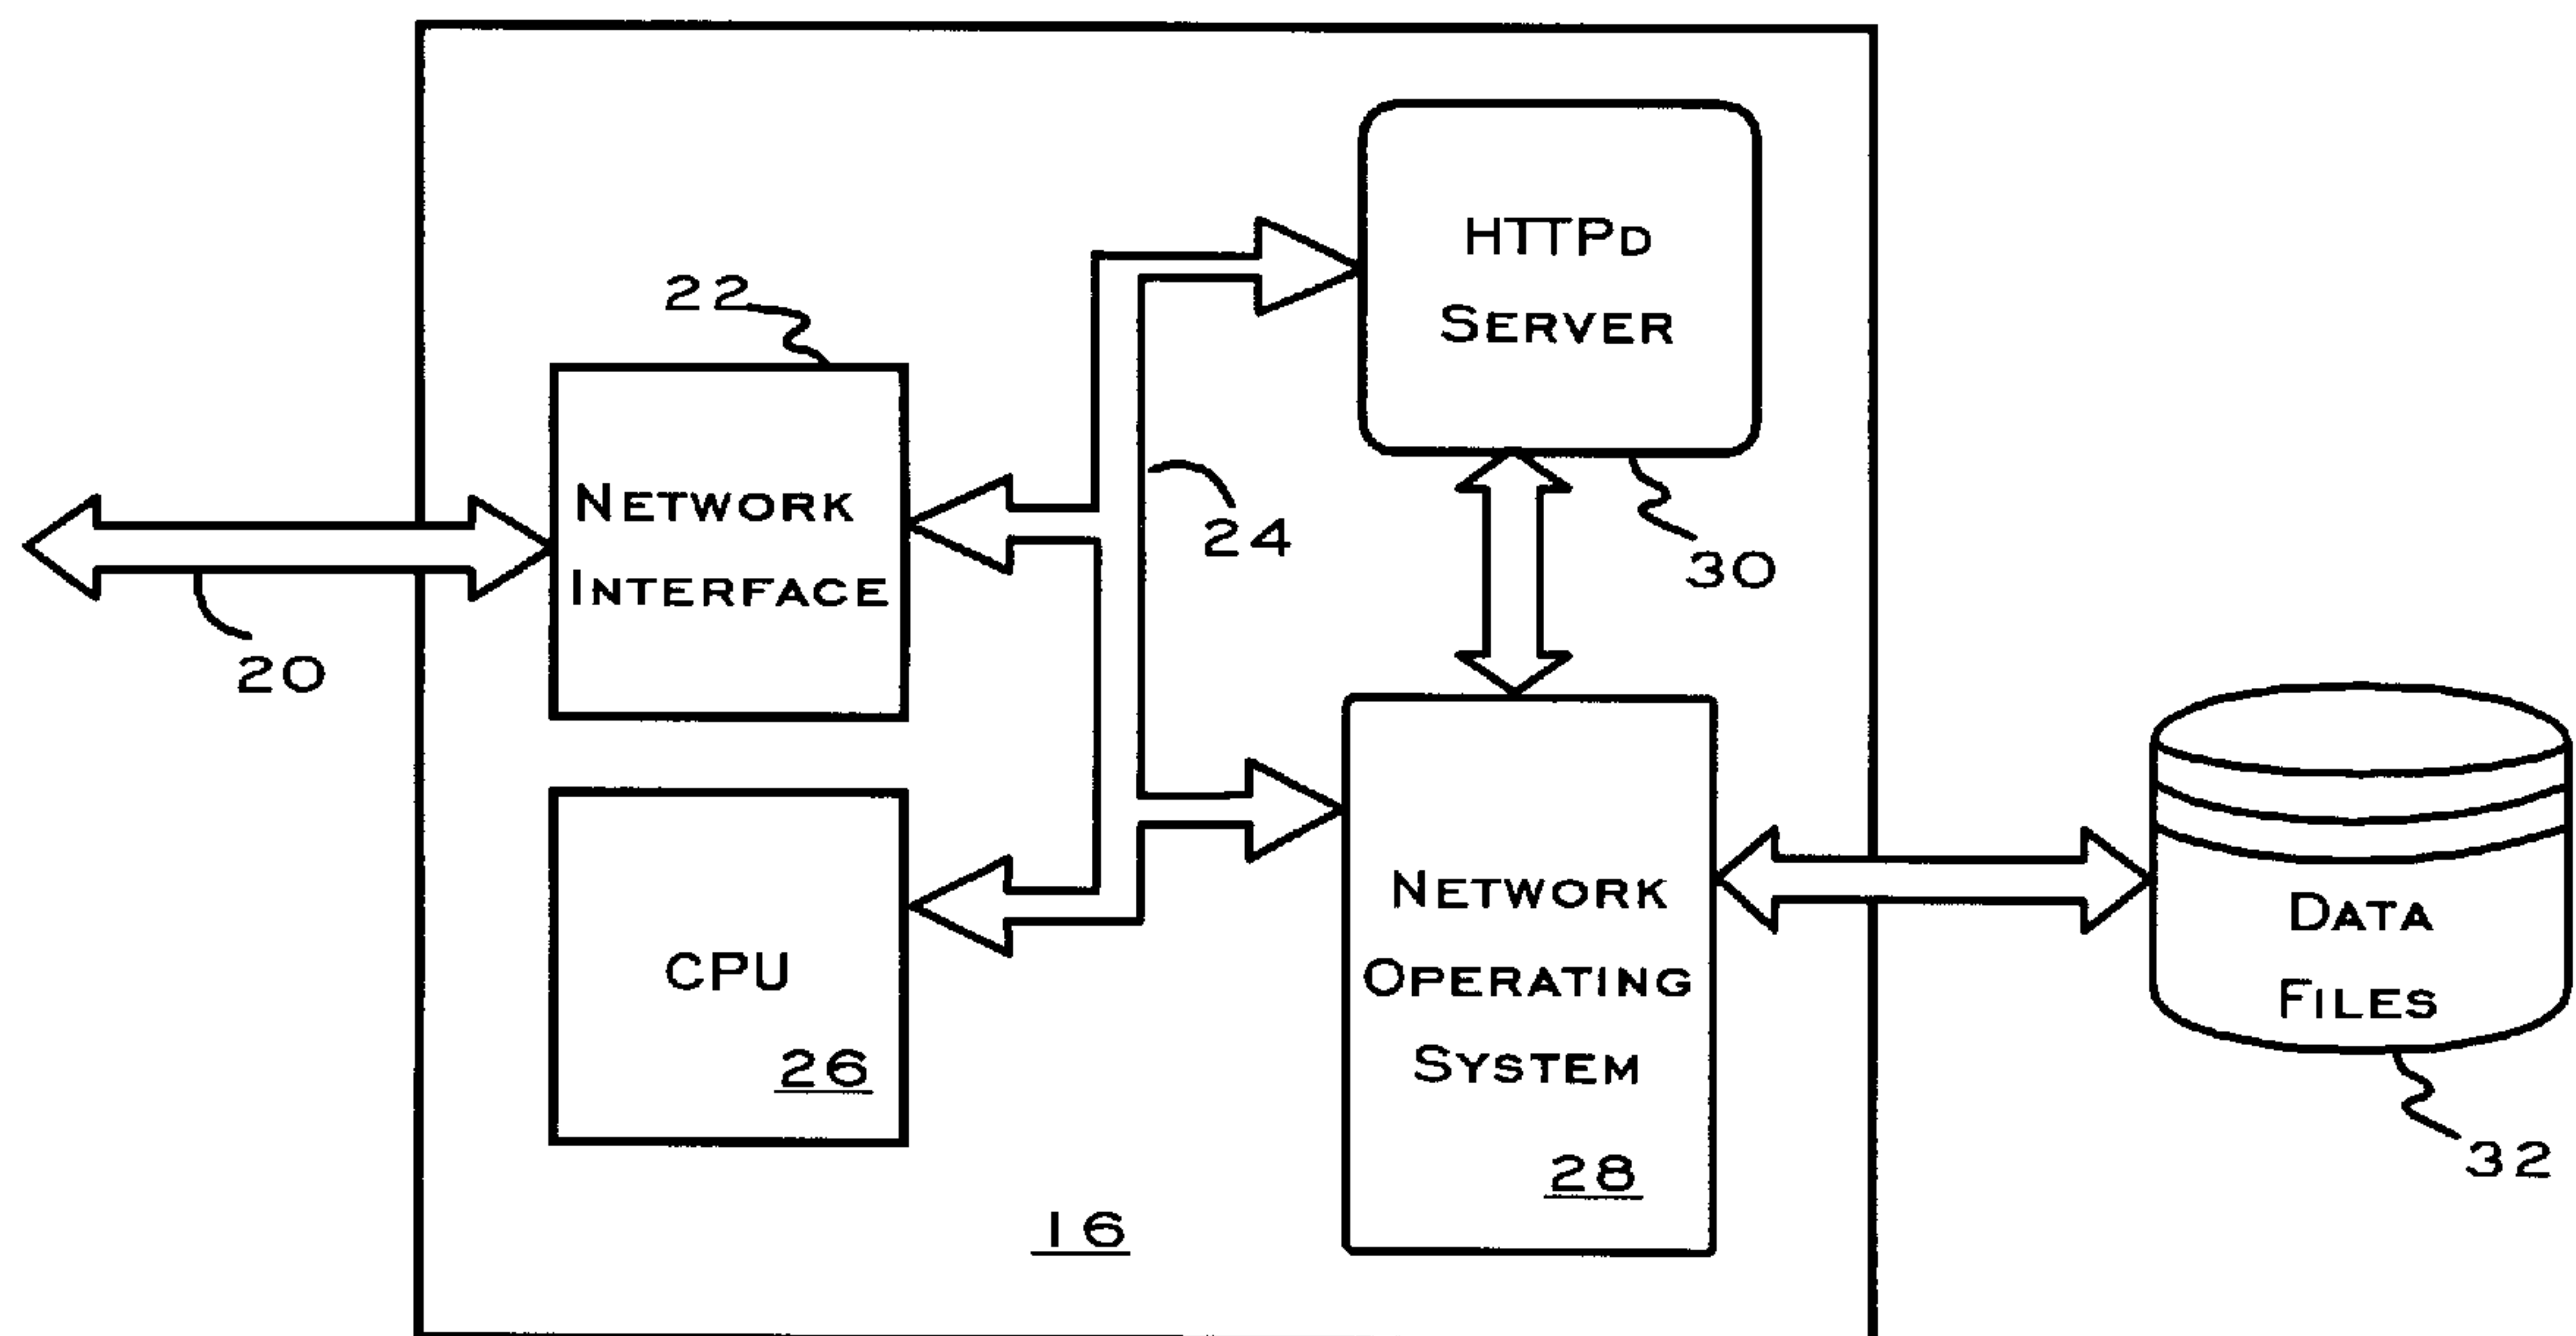 HTTPD
SERVER
22
NETWORK
INTERFACE
24
30
20
CPU
26
NETWORK
OPERATING
SYSTEM
28
DATA
FILES
32
16